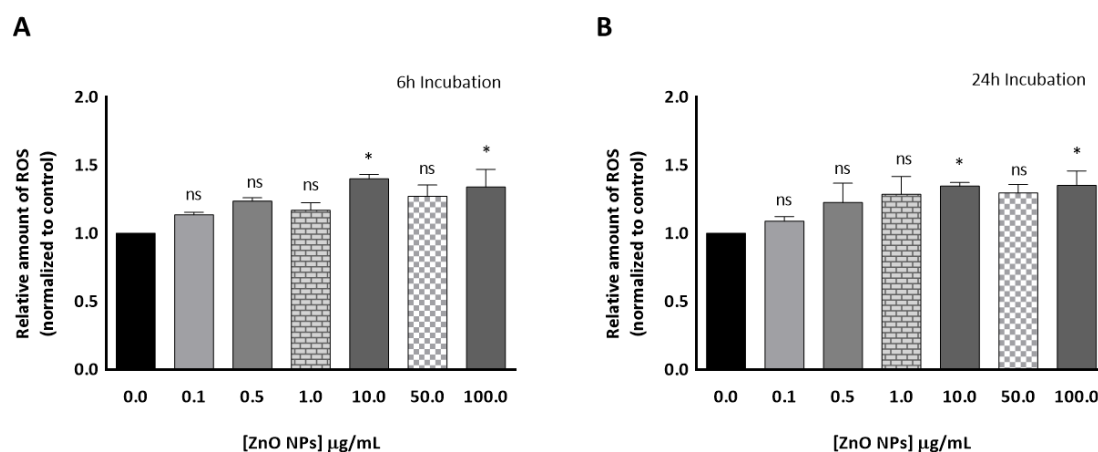 A
6h Incubation
Relative amount of ROS
(normalized to control)
2.0
1.5
1.0
0.5
0.0
ns
ns
ns
*
ns
*
0.0 0.1 0.5 1.0 10.0 50.0 100.0
[ZnO NPs] µg/mL
B
24h Incubation
Relative amount of ROS
(normalized to control)
2.0
1.5
1.0
0.5
0.0
ns
ns
ns
*
ns
*
0.0 0.1 0.5 1.0 10.0 50.0 100.0
[ZnO NPs] µg/mL